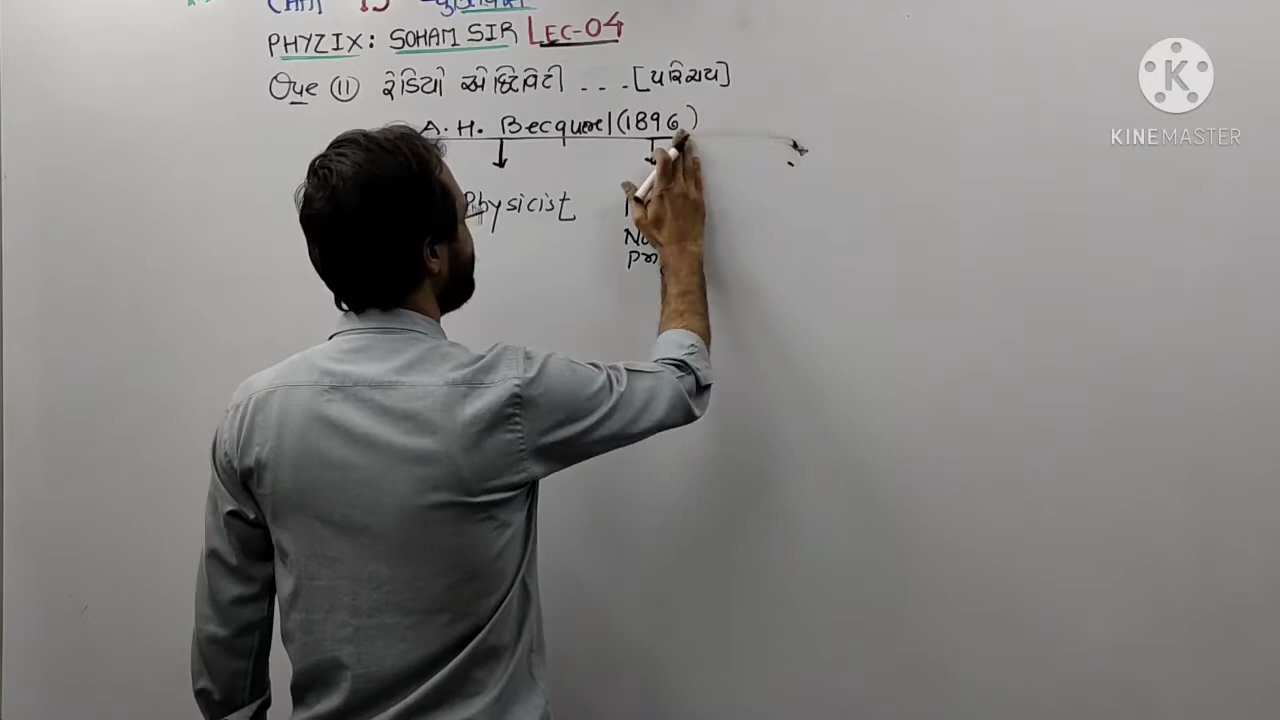 PHYZIX: SOHAM SIR LEC-04
Que 11 રેડિયો એક્ટિવિટી ... [પરિચય]
A. H. Becquerel (1896)
Physicist
K
KINEMASTER